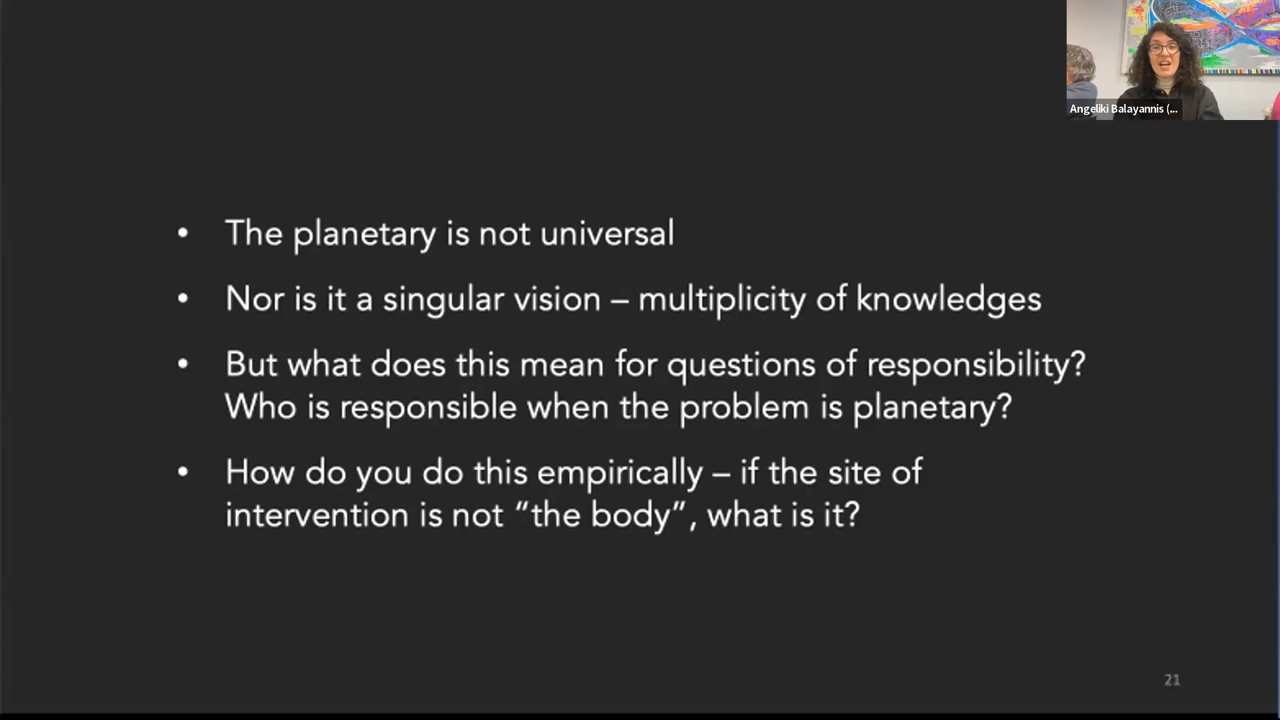 Angeliki Balayannis (...
• The planetary is not universal
• Nor is it a singular vision – multiplicity of knowledges
• But what does this mean for questions of responsibility?
Who is responsible when the problem is planetary?
• How do you do this empirically – if the site of
intervention is not “the body”, what is it?
21